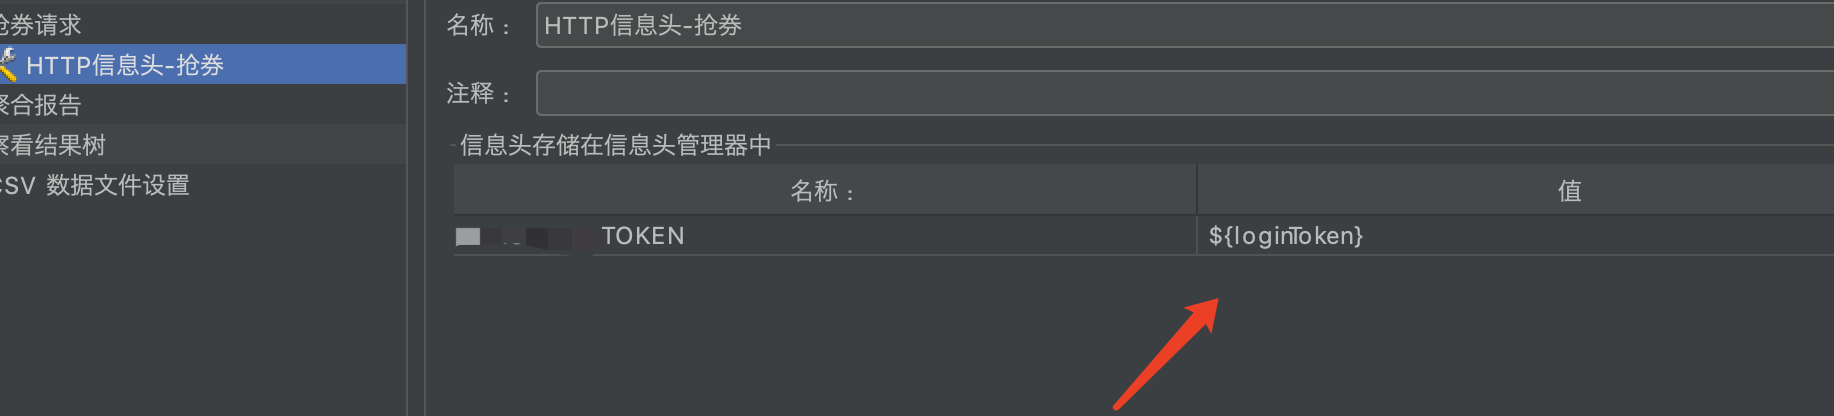 抢券请求
HTTP信息头-抢券
聚合报告
察看结果树
CSV 数据文件设置
名称：
HTTP信息头-抢券
注释：
信息头存储在信息头管理器中
名称：
值
TOKEN
${loginToken}